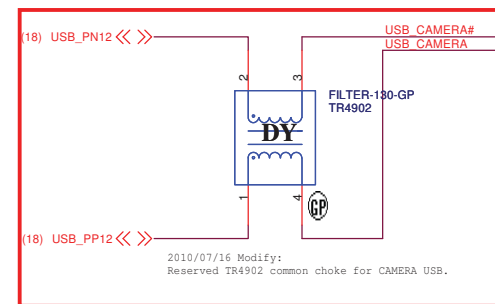 USB_CAMERA#
(18) USB_PN12
USB_CAMERA
2 3
FILTER-130-GP
TR4902
DY
1 4
GP
(18) USB_PP12
2010/07/16 Modify:
Reserved TR4902 common choke for CAMERA USB.